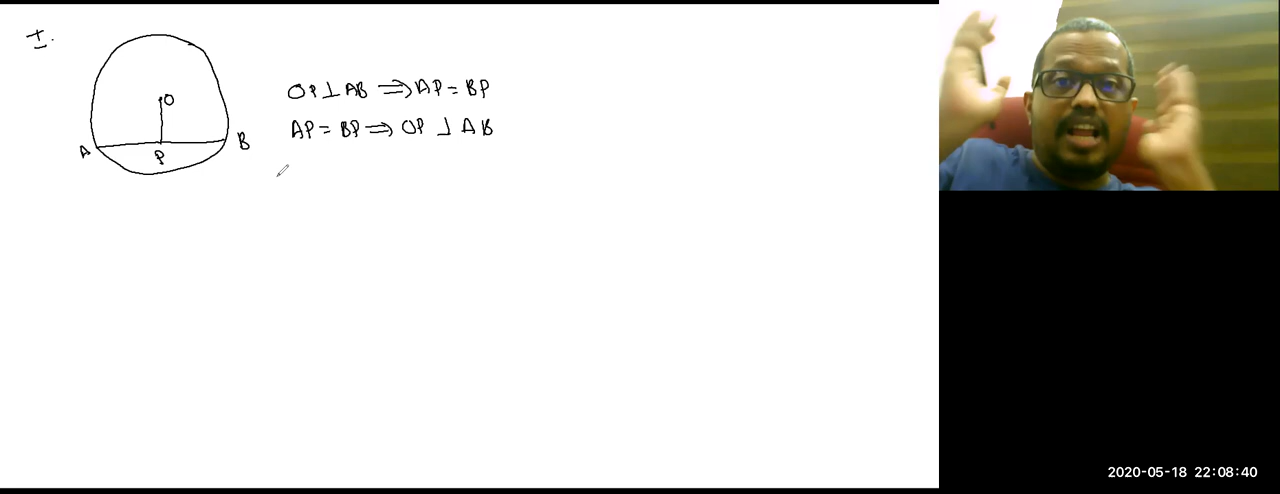 I.
O
A
P
B
OP ⊥ AB ⟹ AP = BP
AP = BP ⟹ OP ⊥ AB
2020-05-18 22:08:40